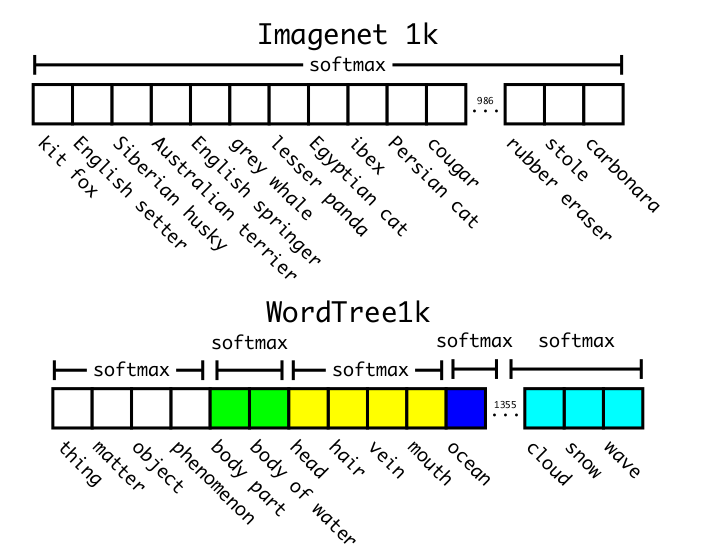 Imagenet 1k
softmax
986
...
kit fox
English setter
Siberian husky
Australian terrier
English springer
grey whale
lesser panda
Egyptian cat
ibex
Persian cat
cougar
rubber eraser
stole
carbonara
WordTree1k
softmax
softmax
softmax
softmax
softmax
1355
...
thing
matter
object
phenomenon
body part
body of water
head
hair
vein
mouth
ocean
cloud
snow
wave